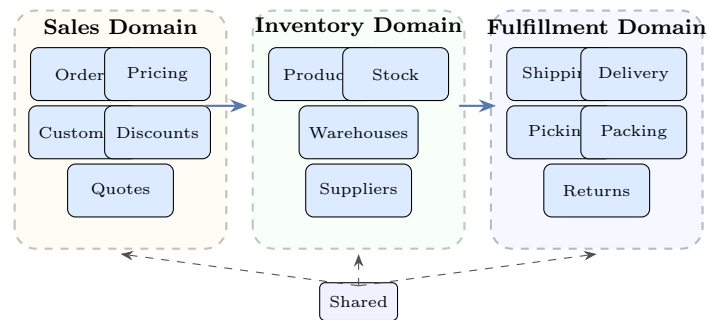 Sales Domain
Order Pricing
Custom Discounts
Quotes
Inventory Domain
Produc Stock
Warehouses
Suppliers
Fulfillment Domain
Shippin Delivery
Pickin Packing
Returns
Shared